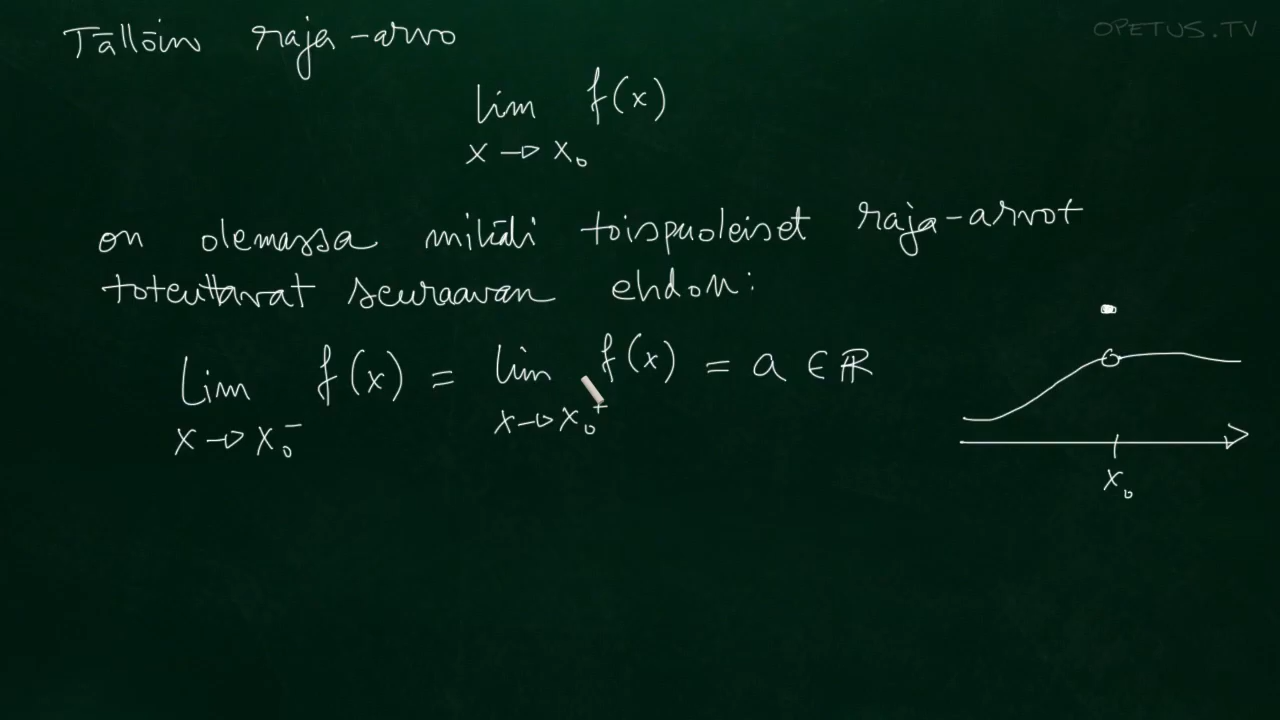 OPETUS.TV
Tällöin raja-arvo
lim f(x)
x→x₀
on olemassa mikäli toispuoleiset raja-arvot
toteuttavat seuraavan ehdon:
lim f(x) = lim f(x) = a ∈ ℝ
x→x₀⁻ x→x₀⁺
x₀